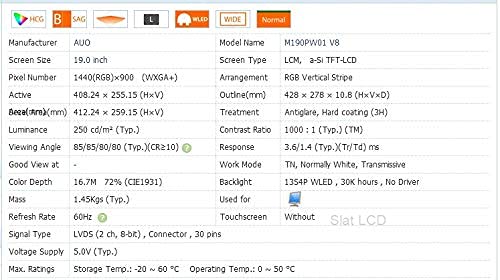 HCG SAG L WLED WIDE Normal
Manufacturer AUO Model Name M190PW01 V8
Screen Size 19.0 inch Screen Type LCM, a-Si TFT-LCD
Pixel Number 1440(RGB)×900 (WXGA+) Arrangement RGB Vertical Stripe
Active 408.24 × 255.15 (H×V) Outline(mm) 428 × 278 × 10.8 (H×V×D)
Area(mm) 412.24 × 259.15 (H×V) Treatment Antiglare, Hard coating (3H)
Luminance 250 cd/m² (Typ.) Contrast Ratio 1000 : 1 (Typ.) (TM)
Viewing Angle 85/85/80/80 (Typ.)(CR≥10) ? Response 3.6/1.4 (Typ.)(Tr/Td) ms
Good View at - Work Mode TN, Normally White, Transmissive
Color Depth 16.7M 72% (CIE1931) Backlight 13S4P WLED , 30K hours , No Driver
Mass 1.45Kgs (Typ.) Used for
Refresh Rate 60Hz ? Touchscreen Without
Slat LCD
Signal Type LVDS (2 ch, 8-bit) , Connector , 30 pins
Voltage Supply 5.0V (Typ.)
Max. Ratings Storage Temp.: -20 ~ 60 °C Operating Temp.: 0 ~ 50 °C